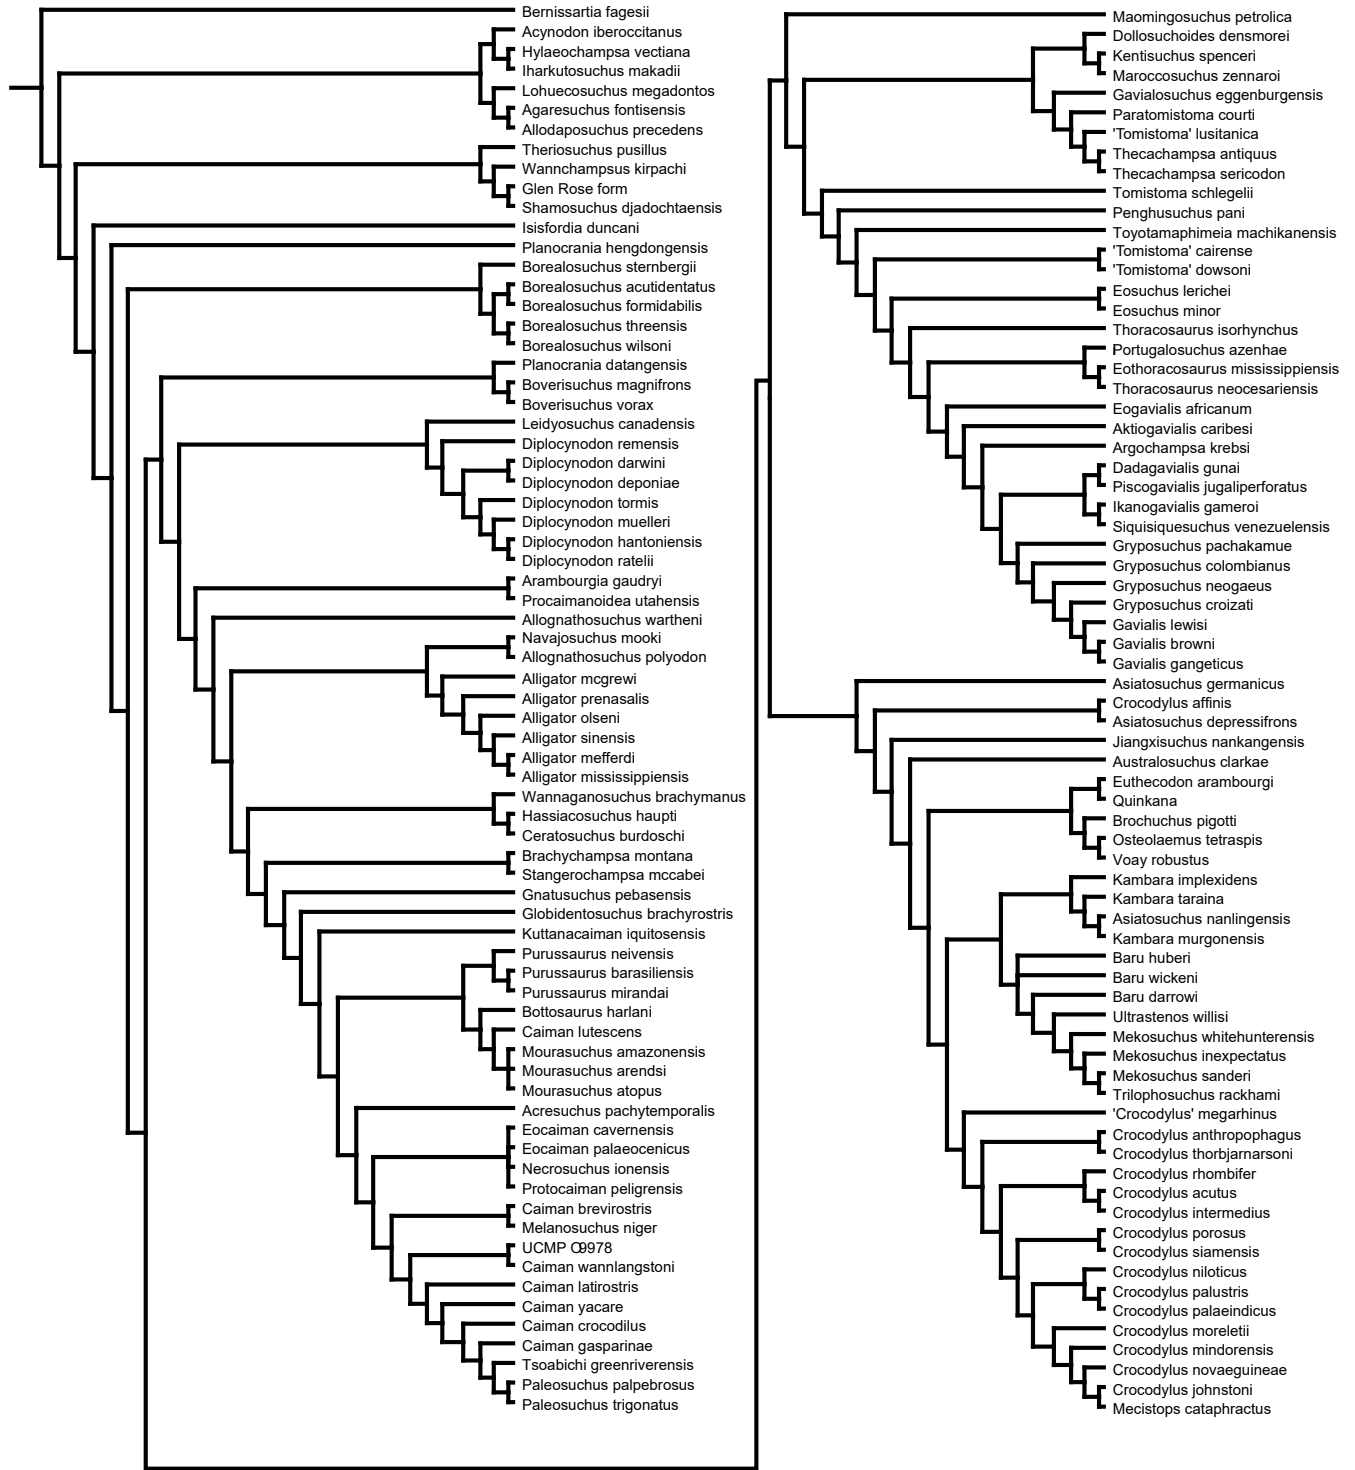 Bernissartia fagesii
Acynodon iberoccitanus
Hylaeochampsa vectiana
Iharkutosuchus makadii
Lohuecosuchus megadontos
Agaresuchus fontisensis
Allodaposuchus precedens
Theriosuchus pusillus
Wannchampsus kirpachi
Glen Rose form
Shamosuchus djadochtaensis
Isisfordia duncani
Planocrania hengdongensis
Borealosuchus sternbergii
Borealosuchus acutidentatus
Borealosuchus formidabilis
Borealosuchus threensis
Borealosuchus wilsoni
Planocrania datangensis
Boverisuchus magnifrons
Boverisuchus vorax
Leidyosuchus canadensis
Diplocynodon remensis
Diplocynodon darwini
Diplocynodon deponiae
Diplocynodon tormis
Diplocynodon muelleri
Diplocynodon hantoniensis
Diplocynodon ratelii
Arambourgia gaudryi
Procaimanoidea utahensis
Allognathosuchus wartheni
Navajosuchus mooki
Allognathosuchus polyodon
Alligator mcgrewi
Alligator prenasalis
Alligator olseni
Alligator sinensis
Alligator mefferdi
Alligator mississippiensis
Wannaganosuchus brachymanus
Hassiacosuchus haupti
Ceratosuchus burdoschi
Brachychampsa montana
Stangerochampsa mccabei
Gnatusuchus pebasensis
Globidentosuchus brachyrostris
Kuttanacaiman iquitosensis
Purussaurus neivensis
Purussaurus barasiliensis
Purussaurus mirandai
Bottosaurus harlani
Caiman lutescens
Mourasuchus amazonensis
Mourasuchus arendsi
Mourasuchus atopus
Acresuchus pachytemporalis
Eocaiman cavernensis
Eocaiman palaeocenicus
Necrosuchus ionensis
Protocaiman peligrensis
Caiman brevirostris
Melanosuchus niger
UCMP C9978
Caiman wannlangstoni
Caiman latirostris
Caiman yacare
Caiman crocodilus
Caiman gasparinae
Tsoabichi greenriverensis
Paleosuchus palpebrosus
Paleosuchus trigonatus
Maomingosuchus petrolica
Dollosuchoides densmorei
Kentisuchus spenceri
Maroccosuchus zennaroi
Gavialosuchus eggenburgensis
Paratomistoma courti
'Tomistoma' lusitanica
Thecachampsa antiquus
Thecachampsa sericodon
Tomistoma schlegelii
Penghusuchus pani
Toyotamaphimeia machikanensis
'Tomistoma' cairense
'Tomistoma' dowsoni
Eosuchus lerichei
Eosuchus minor
Thoracosaurus isorhynchus
Portugalosuchus azenhae
Eothoracosaurus mississippiensis
Thoracosaurus neocesariensis
Eogavialis africanum
Aktiogavialis caribesi
Argochampsa krebsi
Dadagavialis gunai
Piscogavialis jugaliperforatus
Ikanogavialis gameroi
Siquisiquesuchus venezuelensis
Gryposuchus pachakamue
Gryposuchus colombianus
Gryposuchus neogaeus
Gryposuchus croizati
Gavialis lewisi
Gavialis browni
Gavialis gangeticus
Asiatosuchus germanicus
Crocodylus affinis
Asiatosuchus depressifrons
Jiangxisuchus nankangensis
Australosuchus clarkae
Euthecodon arambourgi
Quinkana
Brochuchus pigotti
Osteolaemus tetraspis
Voay robustus
Kambara implexidens
Kambara taraina
Asiatosuchus nanlingensis
Kambara murgonensis
Baru huberi
Baru wickeni
Baru darrowi
Ultrastenos willisi
Mekosuchus whitehunterensis
Mekosuchus inexpectatus
Mekosuchus sanderi
Trilophosuchus rackhami
'Crocodylus' megarhinus
Crocodylus anthropophagus
Crocodylus thorbjarnarsoni
Crocodylus rhombifer
Crocodylus acutus
Crocodylus intermedius
Crocodylus porosus
Crocodylus siamensis
Crocodylus niloticus
Crocodylus palustris
Crocodylus palaeindicus
Crocodylus moreletii
Crocodylus mindorensis
Crocodylus novaeguineae
Crocodylus johnstoni
Mecistops cataphractus